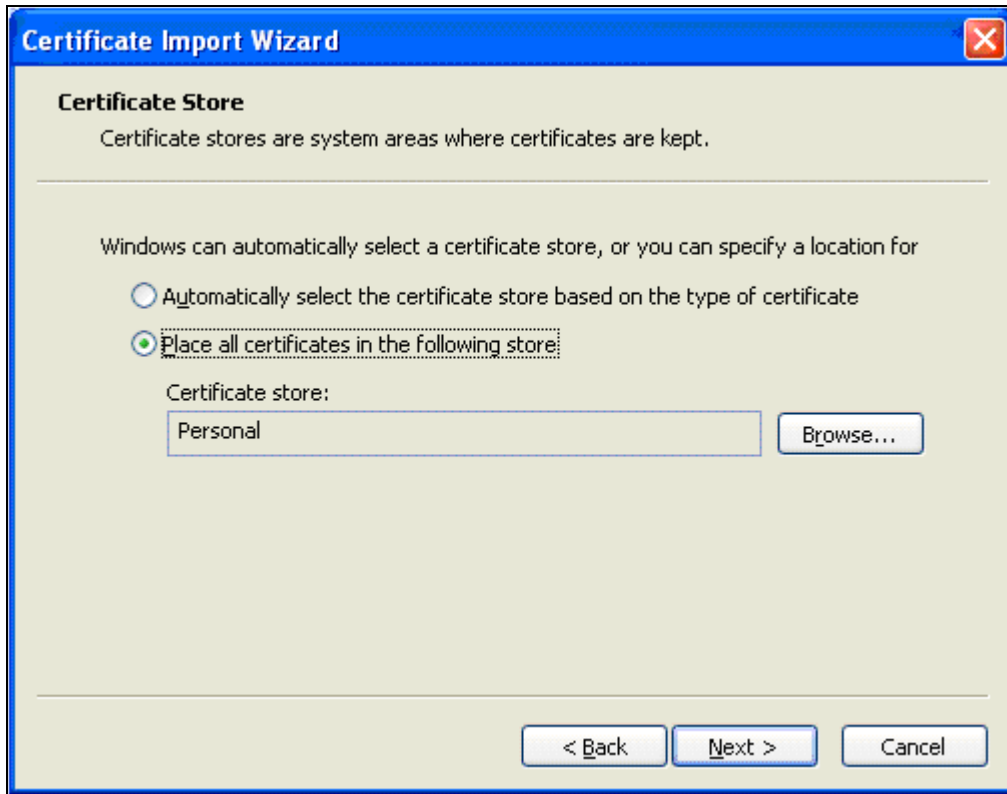 Certificate Import Wizard
Certificate Store
Certificate stores are system areas where certificates are kept.
Windows can automatically select a certificate store, or you can specify a location for
Automatically select the certificate store based on the type of certificate
Place all certificates in the following store
Certificate store:
Personal
Browse...
< Back
Next >
Cancel